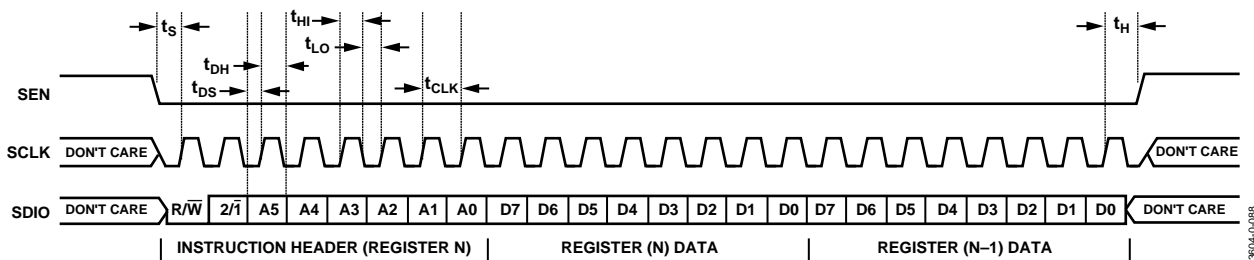 tS
tHI
tH
tLO
tDH
tDS
tCLK
SEN
SCLK
DON'T CARE
DON'T CARE
SDIO
DON'T CARE
R/W̅
2/1̅
A5
A4
A3
A2
A1
A0
D7
D6
D5
D4
D3
D2
D1
D0
D7
D6
D5
D4
D3
D2
D1
D0
DON'T CARE
INSTRUCTION HEADER (REGISTER N)
REGISTER (N) DATA
REGISTER (N–1) DATA